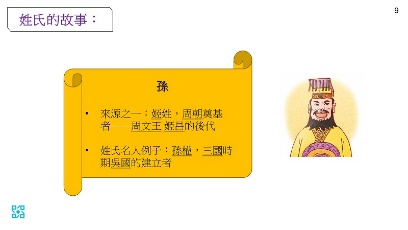 姓氏的故事：
9
孫
• 來源之一：姬姓，周朝奠基
者——周文王 姬昌的後代
• 姓氏名人例子：孫權，三國時
期吳國的建立者